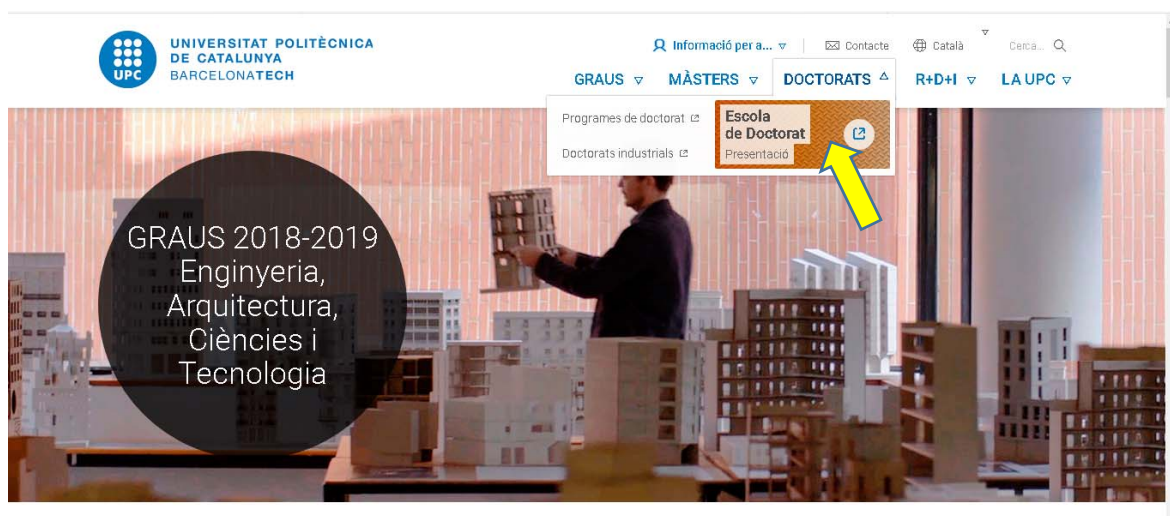 UNIVERSITAT POLITÈCNICA
DE CATALUNYA
BARCELONATECH
UPC
Informació per a...
Contacte
Català
Cerca...
GRAUS
MÀSTERS
DOCTORATS
R+D+I
LA UPC
Programes de doctorat
Doctorats industrials
Escola
de Doctorat
Presentació
GRAUS 2018-2019
Enginyeria,
Arquitectura,
Ciències i
Tecnologia